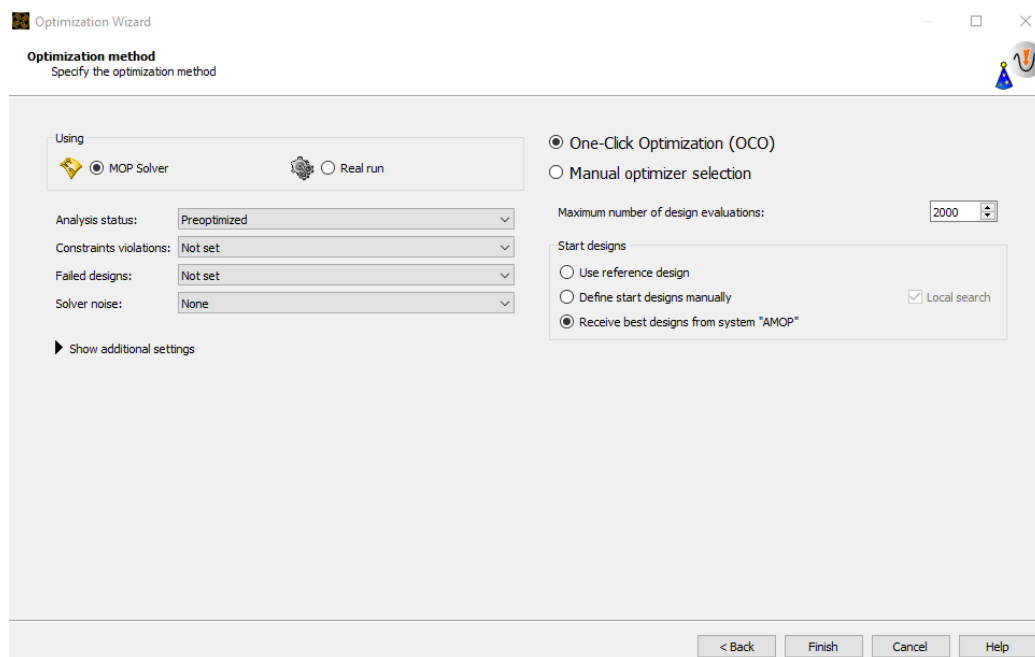 Optimization Wizard
Optimization method
Specify the optimization method
Using
MOP Solver
Real run
Analysis status: Preoptimized
Constraints violations: Not set
Failed designs: Not set
Solver noise: None
Show additional settings
One-Click Optimization (OCO)
Manual optimizer selection
Maximum number of design evaluations: 2000
Start designs
Use reference design
Define start designs manually
Local search
Receive best designs from system "AMOP"
< Back
Finish
Cancel
Help